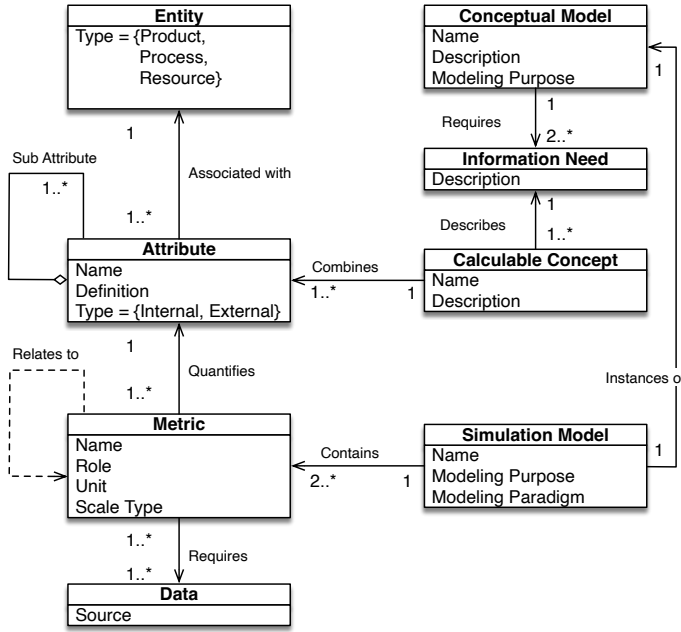 Entity
Type = {Product,
Process,
Resource}
Conceptual Model
Name
Description
Modeling Purpose
1
1
Requires
2..*
Information Need
Description
1
Describes
1..*
Calculable Concept
Name
Description
1
Associated with
1..*
Sub Attribute
1..*
Attribute
Name
Definition
Type = {Internal, External}
Combines
1..*
1
1
Quantifies
1..*
Relates to
Instances o
Metric
Name
Role
Unit
Scale Type
Contains
2..*
1
Simulation Model
Name
Modeling Purpose
Modeling Paradigm
1
1..*
Requires
1..*
Data
Source